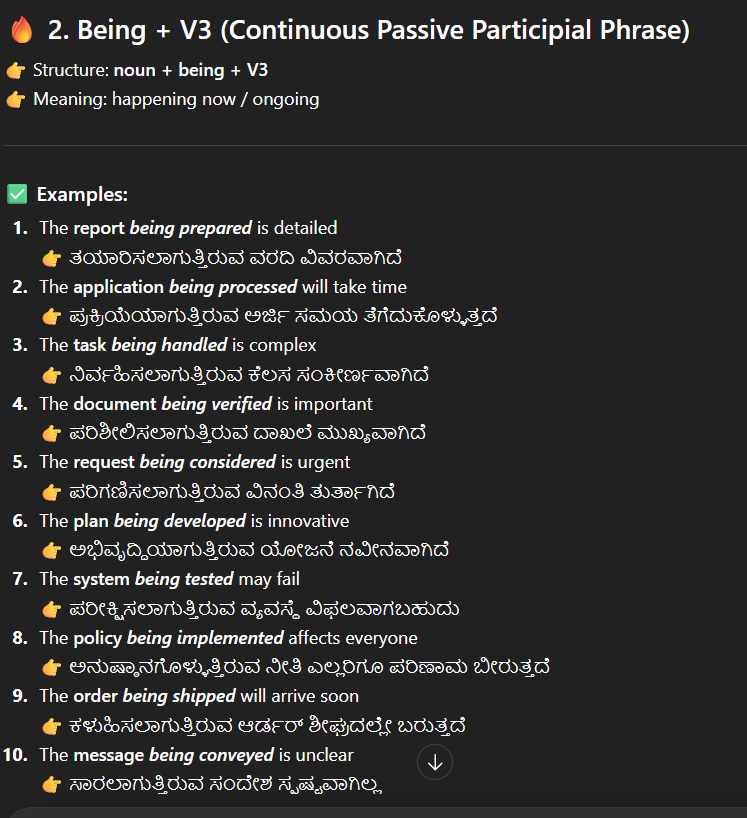 🔥 2. Being + V3 (Continuous Passive Participial Phrase)
👉 Structure: noun + being + V3
👉 Meaning: happening now / ongoing
✅ Examples:
1. The report being prepared is detailed
👉 ತಯಾರಿಸಲಾಗುತ್ತಿರುವ ವರದಿ ವಿವರವಾಗಿದೆ
2. The application being processed will take time
👉 ಪ್ರಕ್ರಿಯೆಯಾಗುತ್ತಿರುವ ಅರ್ಜಿ ಸಮಯ ತೆಗೆದುಕೊಳ್ಳುತ್ತದೆ
3. The task being handled is complex
👉 ನಿರ್ವಹಿಸಲಾಗುತ್ತಿರುವ ಕೆಲಸ ಸಂಕೀರ್ಣವಾಗಿದೆ
4. The document being verified is important
👉 ಪರಿಶೀಲಿಸಲಾಗುತ್ತಿರುವ ದಾಖಲೆ ಮುಖ್ಯವಾಗಿದೆ
5. The request being considered is urgent
👉 ಪರಿಗಣಿಸಲಾಗುತ್ತಿರುವ ವಿನಂತಿ ತುರ್ತಾಗಿದೆ
6. The plan being developed is innovative
👉 ಅಭಿವೃದ್ಧಿಯಾಗುತ್ತಿರುವ ಯೋಜನೆ ನವೀನವಾಗಿದೆ
7. The system being tested may fail
👉 ಪರೀಕ್ಷಿಸಲಾಗುತ್ತಿರುವ ವ್ಯವಸ್ಥೆ ವಿಫಲವಾಗಬಹುದು
8. The policy being implemented affects everyone
👉 ಅನುಷ್ಠಾನಗೊಳ್ಳುತ್ತಿರುವ ನೀತಿ ಎಲ್ಲರಿಗೂ ಪರಿಣಾಮ ಬೀರುತ್ತದೆ
9. The order being shipped will arrive soon
👉 ಕಳುಹಿಸಲಾಗುತ್ತಿರುವ ಆರ್ಡರ್ ಶೀಘ್ರದಲ್ಲೇ ಬರುತ್ತದೆ
10. The message being conveyed is unclear
👉 ಸಾರಲಾಗುತ್ತಿರುವ ಸಂದೇಶ ಸ್ಪಷ್ಟವಾಗಿಲ್ಲ